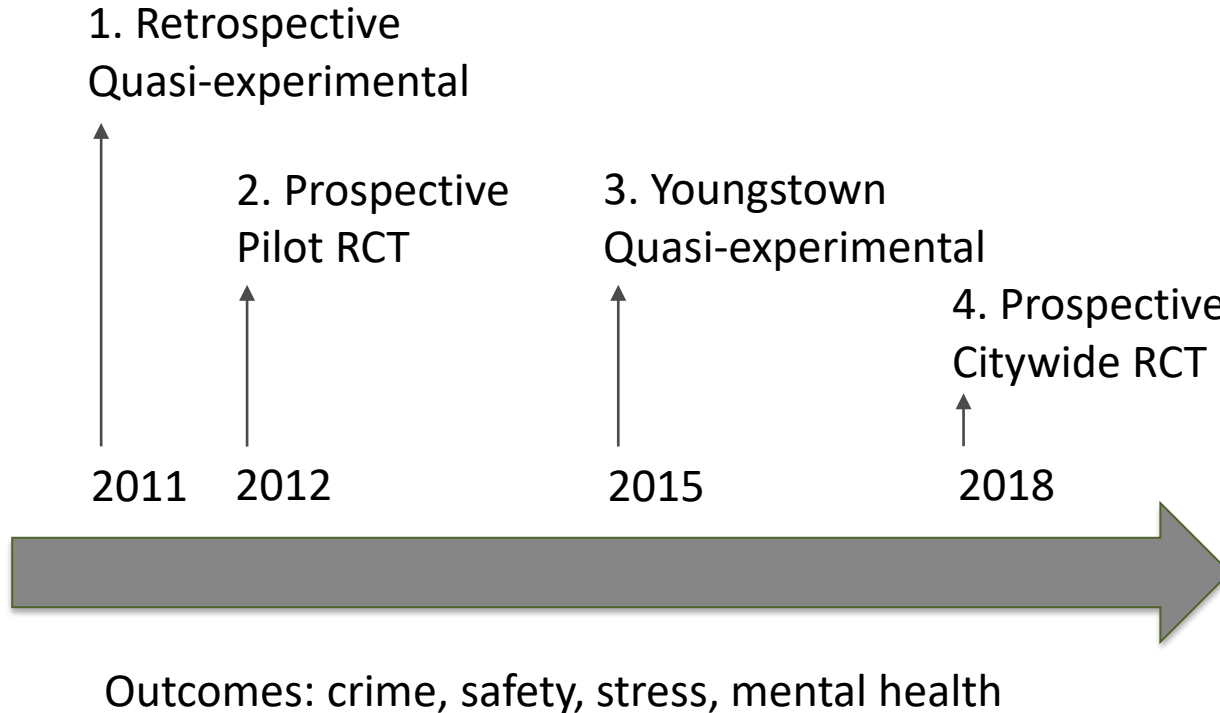 1. Retrospective
Quasi-experimental
2. Prospective
Pilot RCT
3. Youngstown
Quasi-experimental
4. Prospective
Citywide RCT
2011
2012
2015
2018
Outcomes: crime, safety, stress, mental health